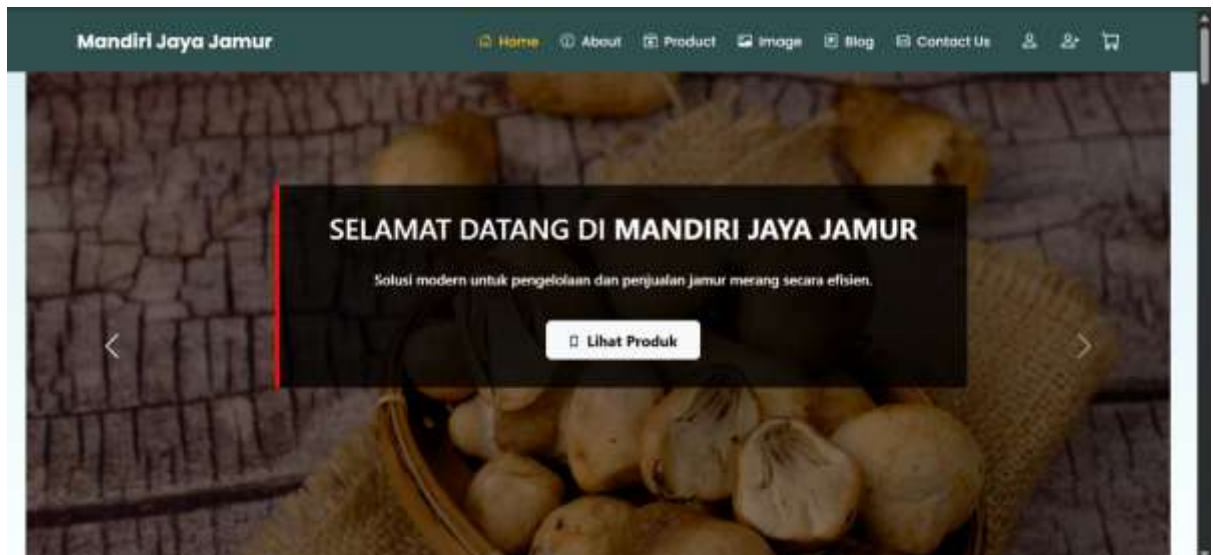 Mandiri Jaya Jamur
Home About Product Image Blog Contact Us
SELAMAT DATANG DI MANDIRI JAYA JAMUR
Solusi modern untuk pengelolaan dan penjualan jamur merang secara efisien.
Lihat Produk